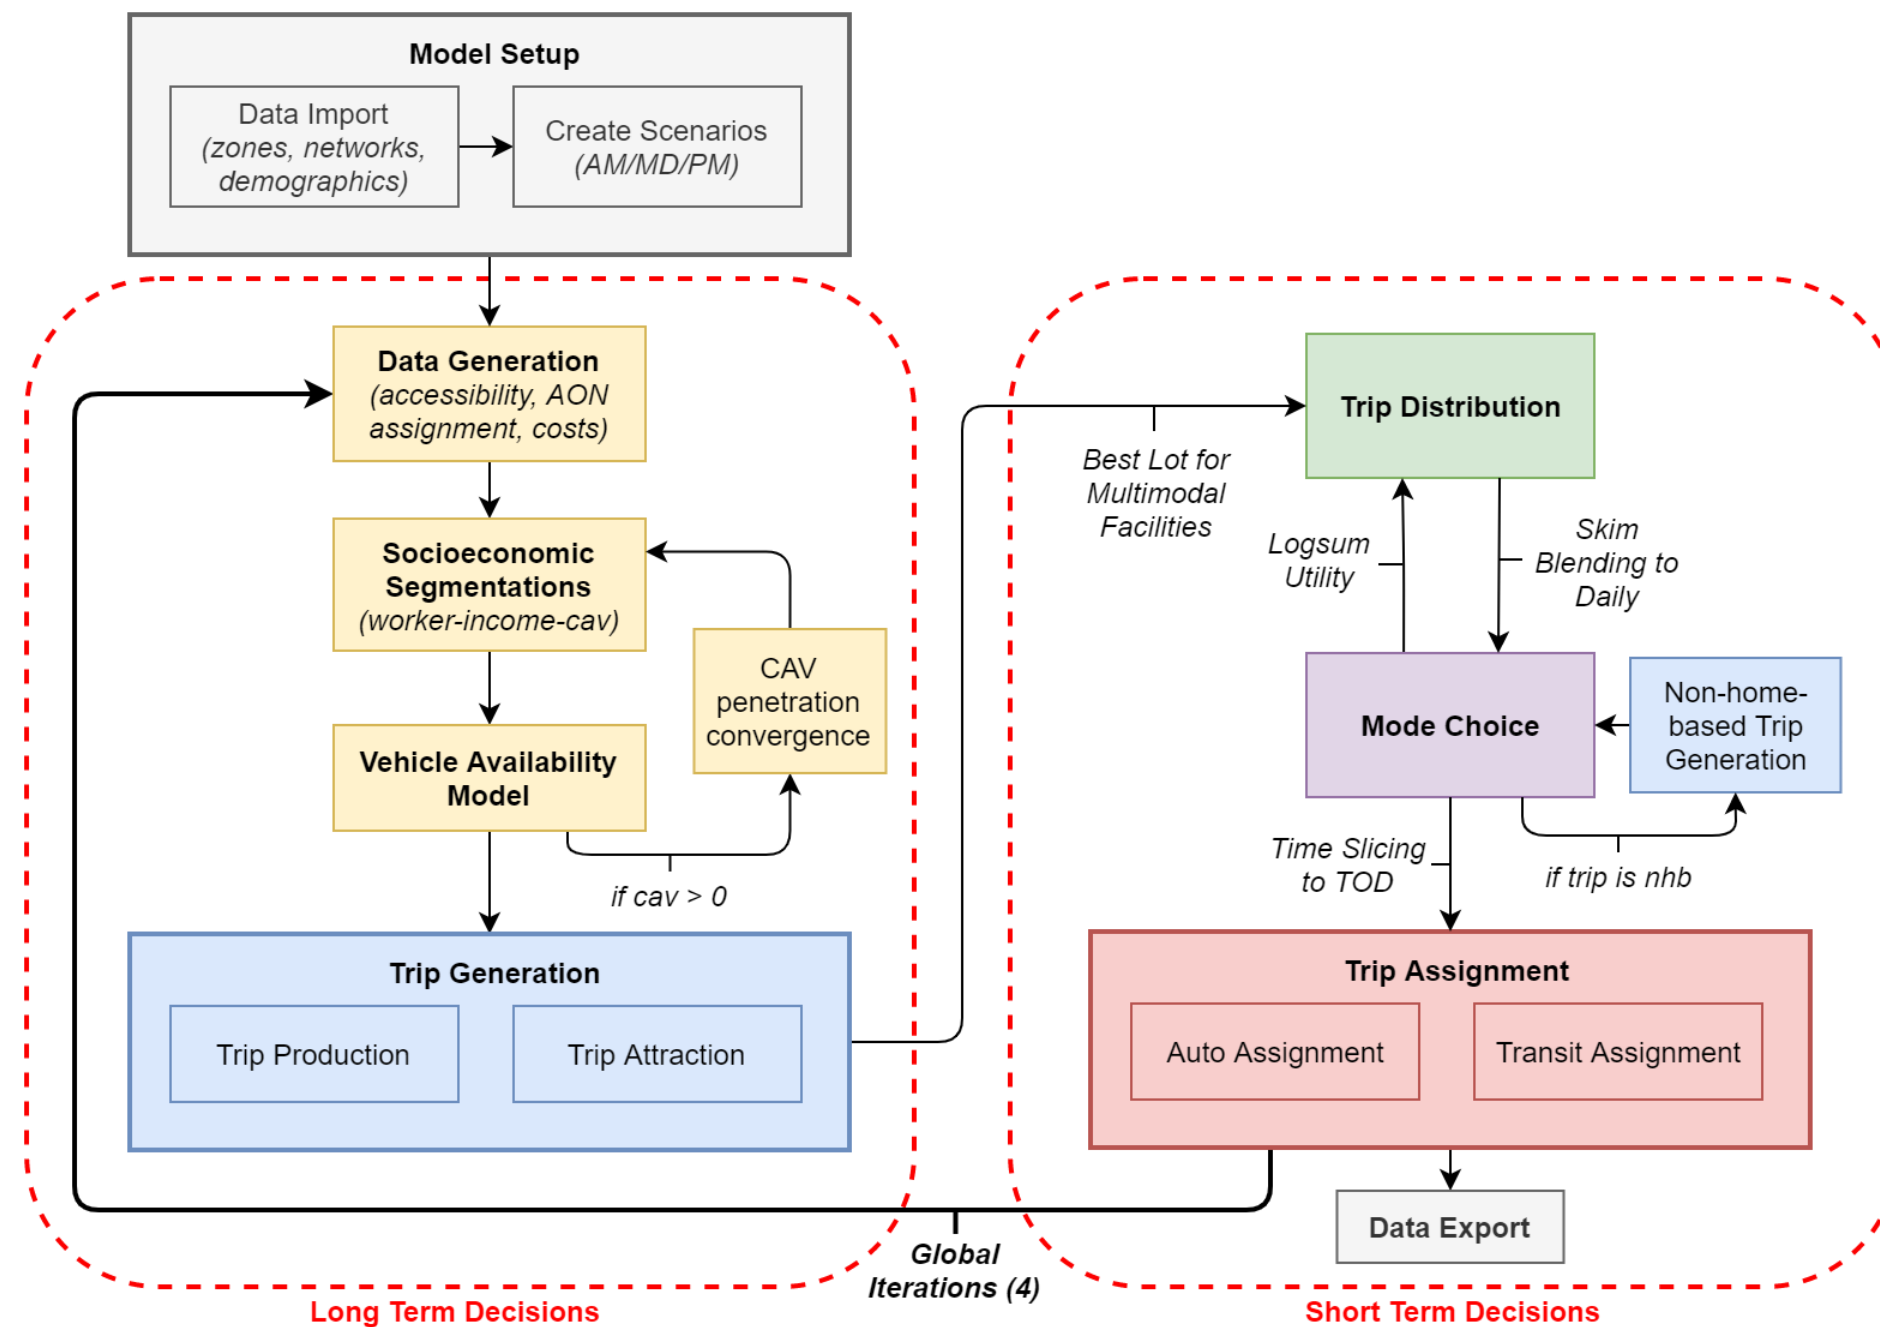 Model Setup
Data Import
(zones, networks,
demographics)
Create Scenarios
(AM/MD/PM)
Data Generation
(accessibility, AON
assignment, costs)
Socioeconomic
Segmentations
(worker-income-cav)
CAV
penetration
convergence
Vehicle Availability
Model
if cav > 0
Trip Generation
Trip Production
Trip Attraction
Long Term Decisions
Best Lot for
Multimodal
Facilities
Trip Distribution
Logsum
Utility
Skim
Blending to
Daily
Mode Choice
Non-home-
based Trip
Generation
Time Slicing
to TOD
if trip is nhb
Trip Assignment
Auto Assignment
Transit Assignment
Data Export
Global
Iterations (4)
Short Term Decisions